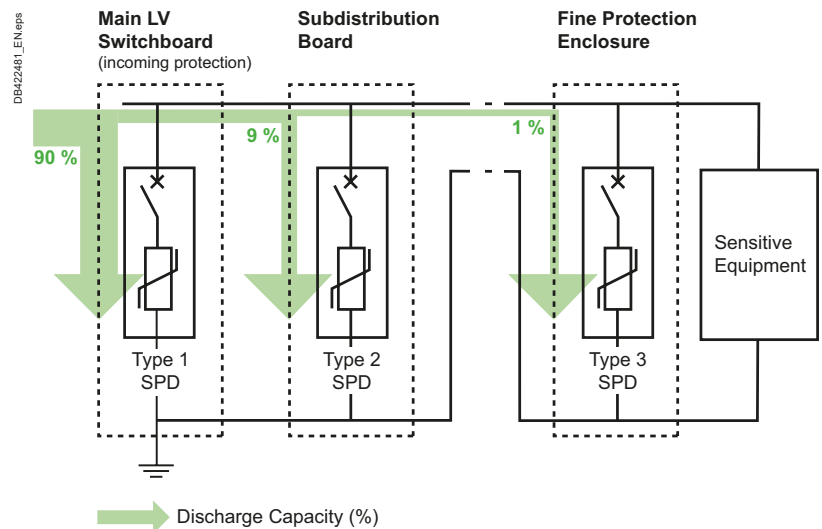 DB422481_EN.eps
Main LV
Switchboard
(incoming protection)
Subdistribution
Board
Fine Protection
Enclosure
90 %
9 %
1 %
Sensitive
Equipment
Type 1
SPD
Type 2
SPD
Type 3
SPD
Discharge Capacity (%)